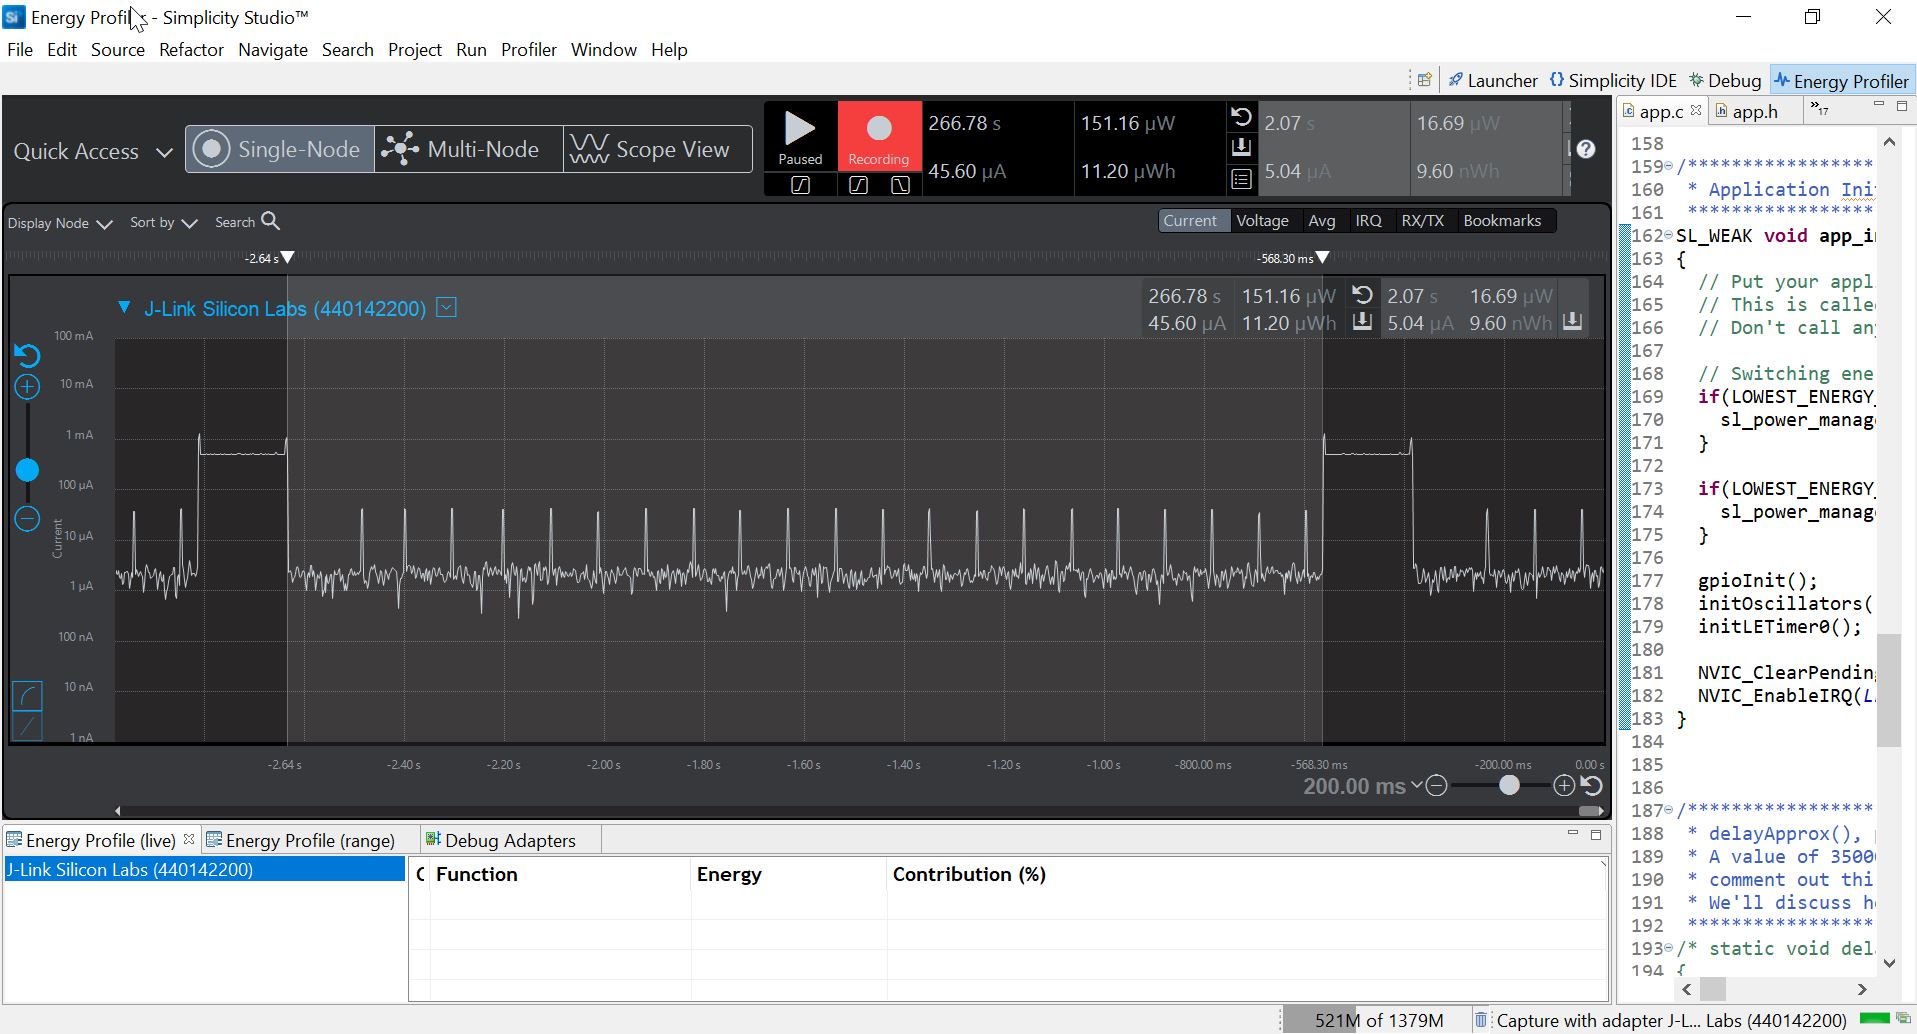 Energy Profiler - Simplicity Studio™
File Edit Source Refactor Navigate Search Project Run Profiler Window Help
Launcher Simplicity IDE Debug Energy Profiler
Quick Access Single-Node Multi-Node Scope View
Paused Recording
266.78 s 151.16 µW 2.07 s 16.69 µW
45.60 µA 11.20 µWh 5.04 µA 9.60 nWh
Display Node Sort by Search
Current Voltage Avg IRQ RX/TX Bookmarks
-2.64 s -568.30 ms
J-Link Silicon Labs (440142200)
266.78 s 151.16 µW 2.07 s 16.69 µW
45.60 µA 11.20 µWh 5.04 µA 9.60 nWh
100 mA
10 mA
1 mA
100 µA
10 µA
1 µA
100 nA
10 nA
1 nA
Current
-2.64 s -2.40 s -2.20 s -2.00 s -1.80 s -1.60 s -1.40 s -1.20 s -1.00 s -800.00 ms -568.30 ms -200.00 ms 0.00 s
200.00 ms
Energy Profile (live) Energy Profile (range) Debug Adapters
J-Link Silicon Labs (440142200)
C Function Energy Contribution (%)
app.c app.h »17
158
159 /*****************
160 * Application Ini
161 *****************
162 SL_WEAK void app_i
163 {
164 // Put your appl
165 // This is calle
166 // Don't call an
167
168 // Switching ene
169 if(LOWEST_ENERGY_
170 sl_power_manag
171 }
172
173 if(LOWEST_ENERGY_
174 sl_power_manag
175 }
176
177 gpioInit();
178 initOscillators(
179 initLETimer0();
180
181 NVIC_ClearPendin
182 NVIC_EnableIRQ(L
183 }
184
185
186
187 /*****************
188 * delayApprox(),
189 * A value of 3500
190 * comment out thi
191 * We'll discuss h
192 *****************
193 /* static void del
194 {
521M of 1379M Capture with adapter J-L... Labs (440142200)